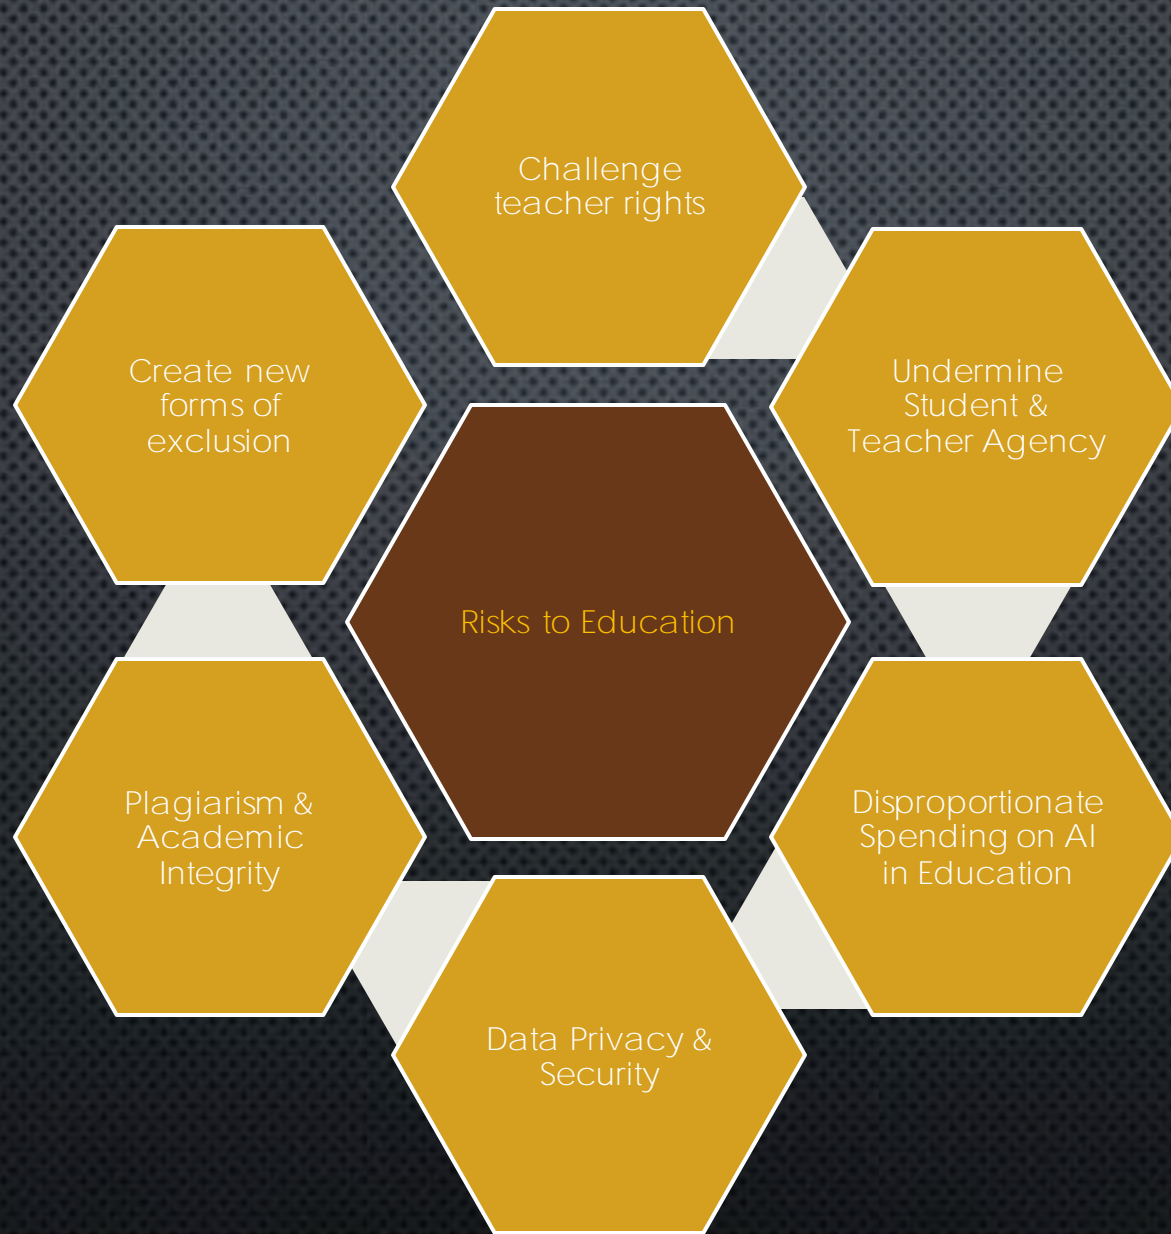 Challenge
teacher rights
Undermine
Student &
Teacher Agency
Disproportionate
Spending on AI
in Education
Data Privacy &
Security
Plagiarism &
Academic
Integrity
Create new
forms of
exclusion
Risks to Education